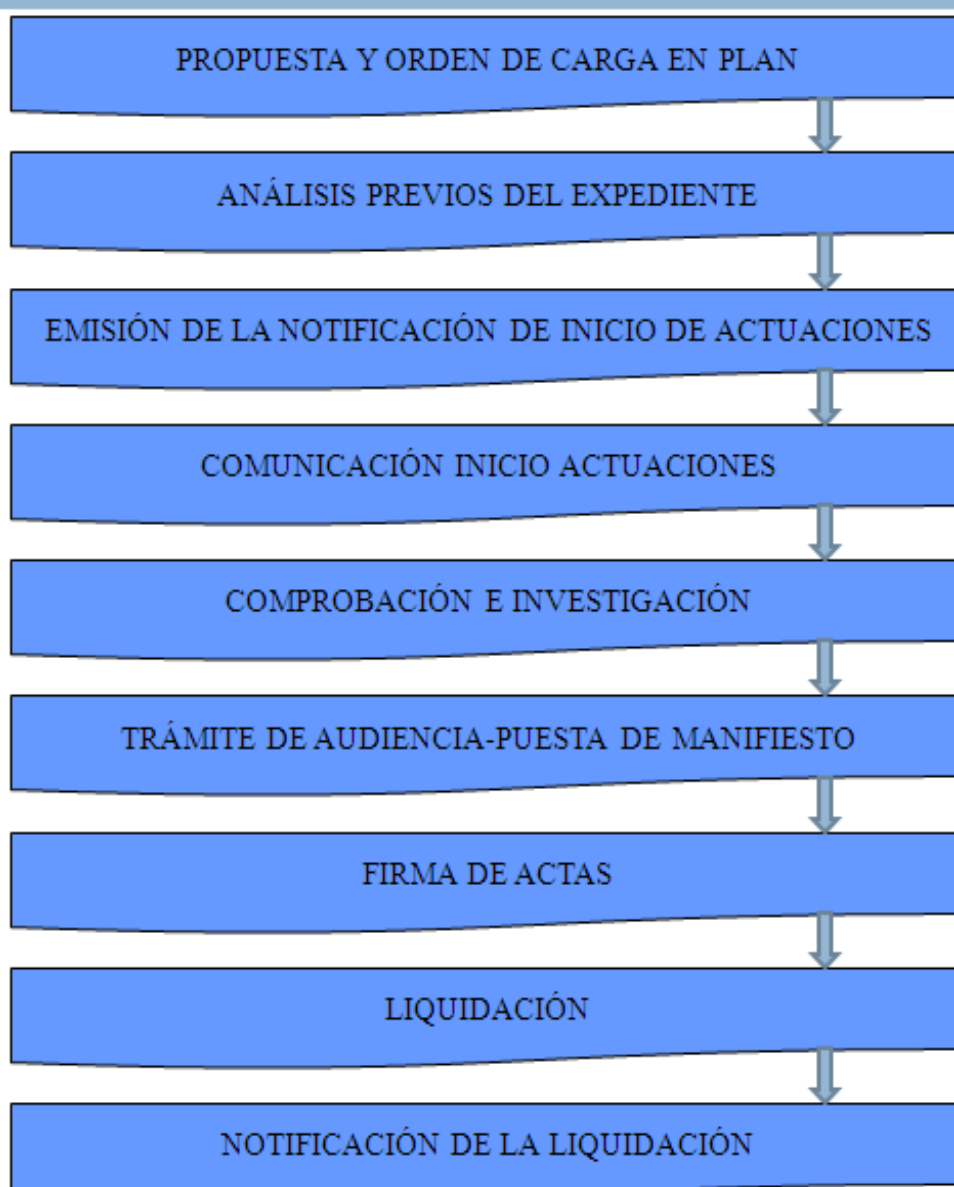 PROPUESTA Y ORDEN DE CARGA EN PLAN
ANÁLISIS PREVIOS DEL EXPEDIENTE
EMISIÓN DE LA NOTIFICACIÓN DE INICIO DE ACTUACIONES
COMUNICACIÓN INICIO ACTUACIONES
COMPROBACIÓN E INVESTIGACIÓN
TRÁMITE DE AUDIENCIA-PUESTA DE MANIFIESTO
FIRMA DE ACTAS
LIQUIDACIÓN
NOTIFICACIÓN DE LA LIQUIDACIÓN